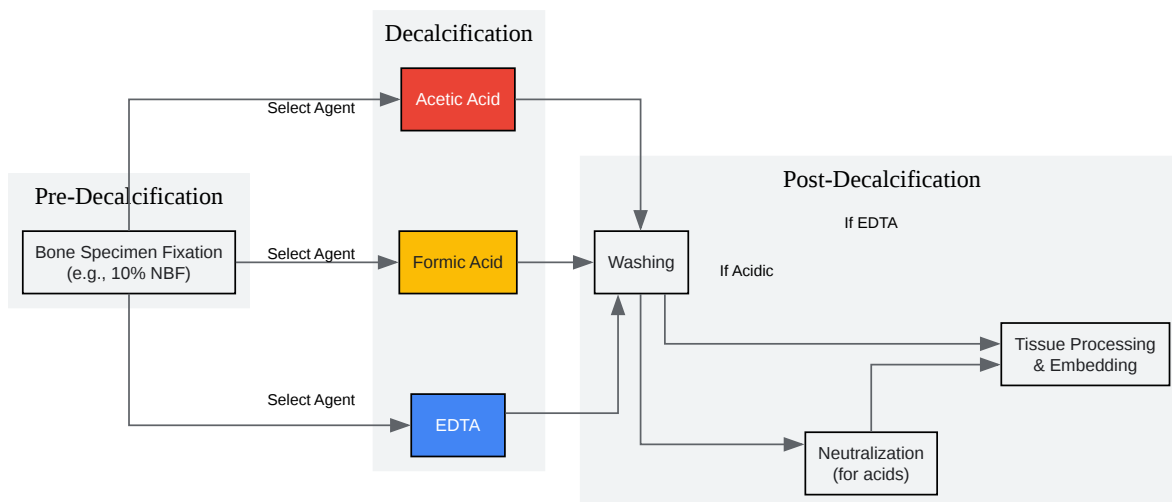 Decalcification
Acetic Acid
Select Agent
Pre-Decalcification
Bone Specimen Fixation
(e.g., 10% NBF)
Select Agent
Formic Acid
Select Agent
EDTA
Post-Decalcification
If EDTA
Washing
If Acidic
Tissue Processing
& Embedding
Neutralization
(for acids)